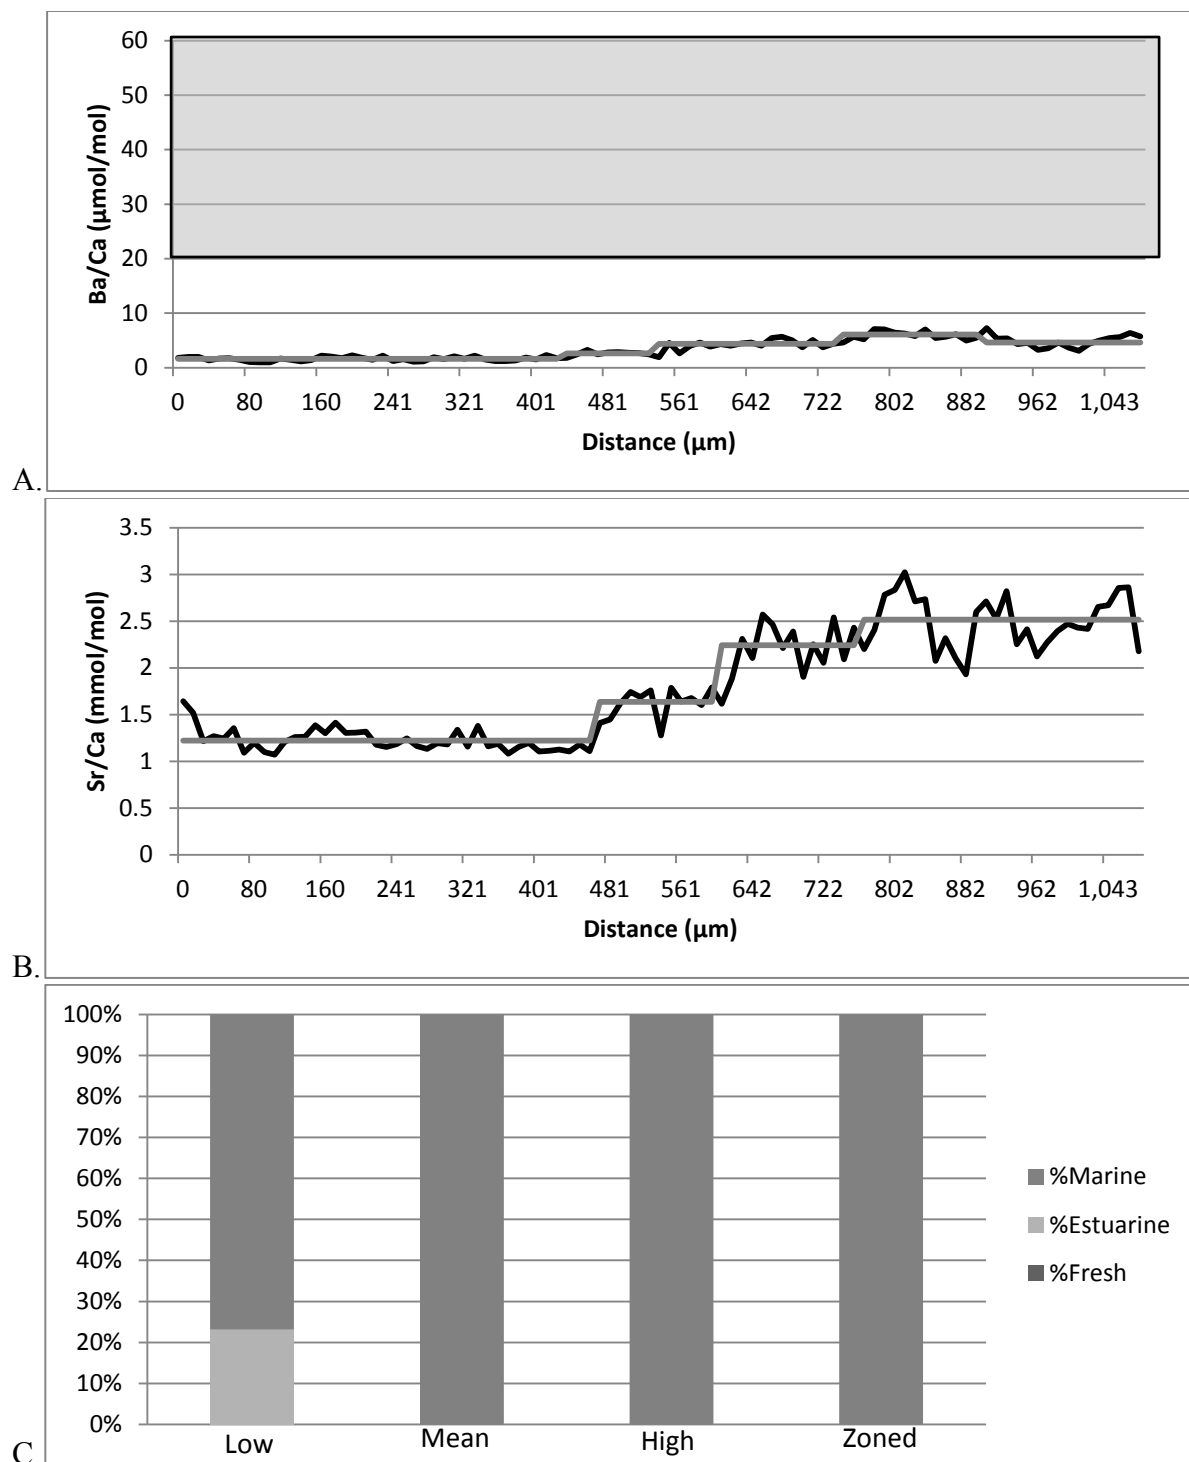 60
50
40
30
20
10
0
Ba/Ca (µmol/mol)
0 80 160 241 321 401 481 561 642 722 802 882 962 1,043
Distance (µm)
A.
3.5
3
2.5
2
1.5
1
0.5
0
Sr/Ca (mmol/mol)
0 80 160 241 321 401 481 561 642 722 802 882 962 1,043
Distance (µm)
B.
100%
90%
80%
70%
60%
50%
40%
30%
20%
10%
0%
Low Mean High Zoned
%Marine
%Estuarine
%Fresh
C